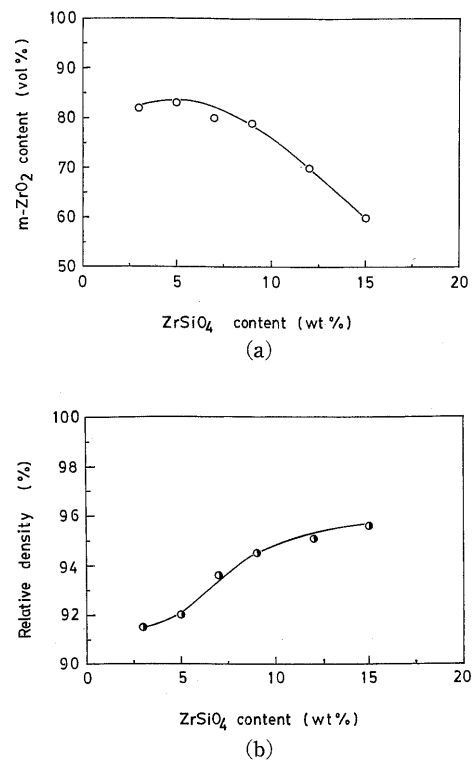 100
90
80
70
60
50
m-ZrO2 content (vol %)
0 5 10 15 20
ZrSiO4 content (wt %)
(a)
100
98
96
94
92
90
Relative density (%)
0 5 10 15 20
ZrSiO4 content (wt%)
(b)